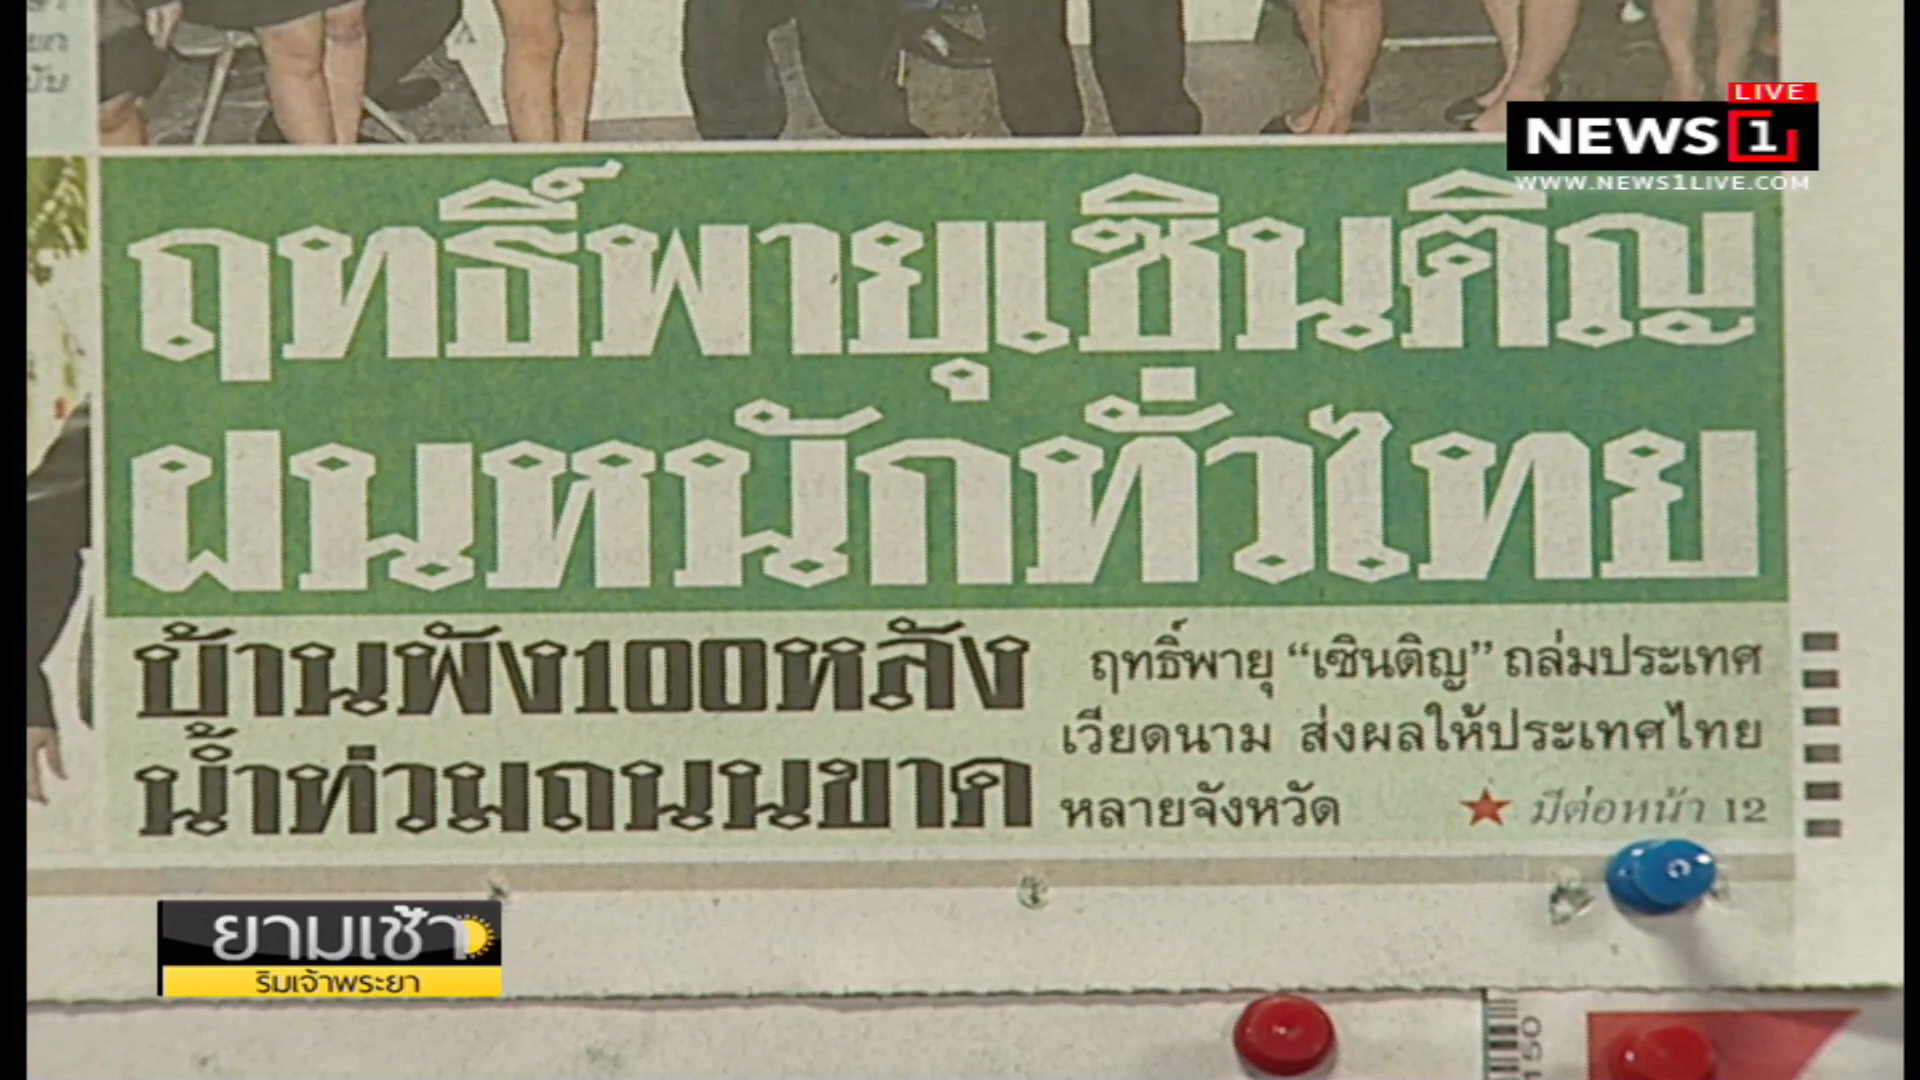 LIVE
NEWS 1
WWW.NEWS1LIVE.COM
ฤทธิ์พายุเซินติญ
ฝนหนักทั่วไทย
บ้านพัง100หลัง
น้ำท่วมถนนขาด
ฤทธิ์พายุ “เซินติญ” ถล่มประเทศ
เวียดนาม ส่งผลให้ประเทศไทย
หลายจังหวัด ★ มีต่อหน้า 12
ยามเช้า
ริมเจ้าพระยา
150